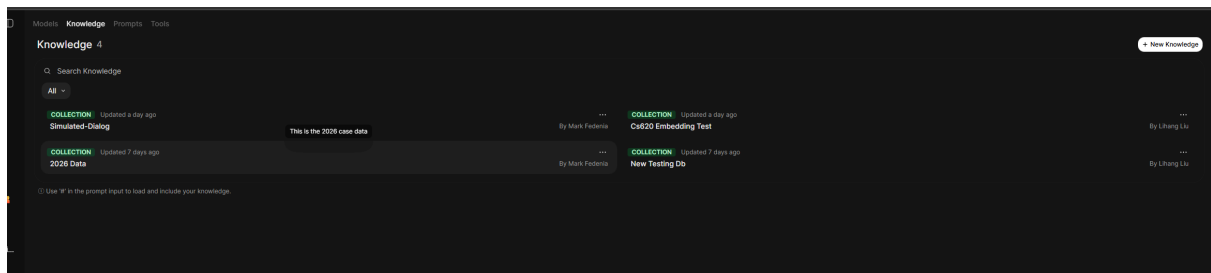 Models Knowledge Prompts Tools
Knowledge 4
+ New Knowledge
Search Knowledge
All
COLLECTION Updated a day ago
Simulated-Dialog
By Mark Fedenia
COLLECTION Updated a day ago
Cs620 Embedding Test
By Lihang Liu
This is the 2026 case data
COLLECTION Updated 7 days ago
2026 Data
By Mark Fedenia
COLLECTION Updated 7 days ago
New Testing Db
By Lihang Liu
Use '#' in the prompt input to load and include your knowledge.